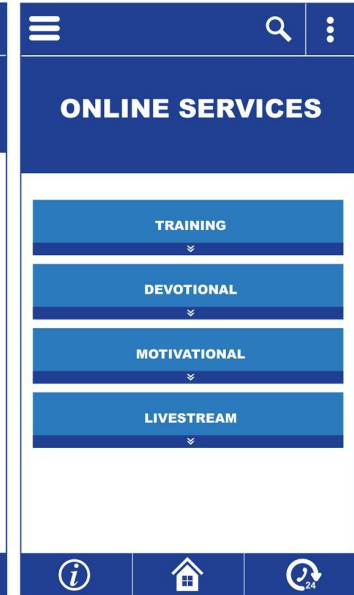 ONLINE SERVICES
TRAINING
DEVOTIONAL
MOTIVATIONAL
LIVESTREAM
i
24